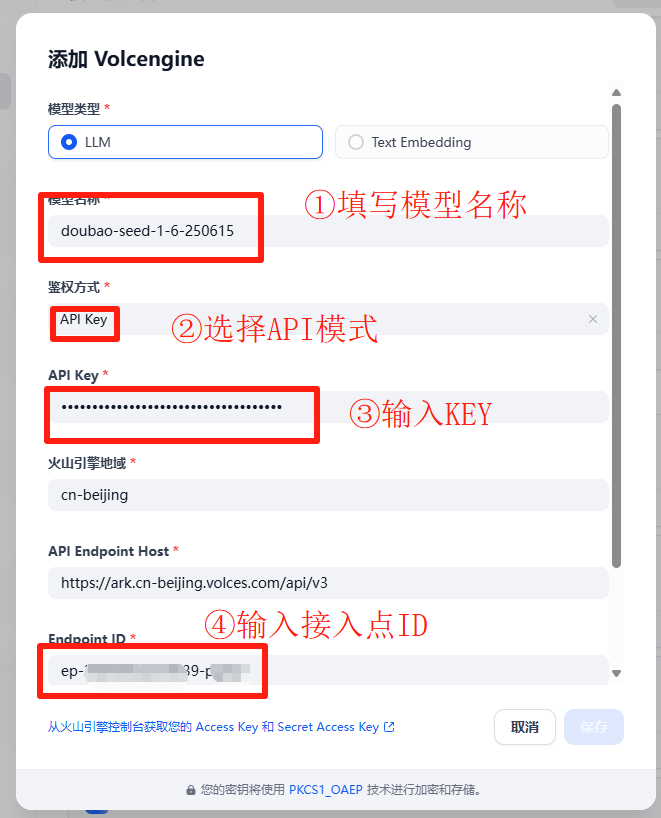 添加 Volcengine
模型类型 *
LLM
Text Embedding
模型名称 *
①填写模型名称
doubao-seed-1-6-250615
鉴权方式 *
API Key
②选择API模式
API Key *
••••••••••••••••••••••••••••••••••••
③输入KEY
火山引擎地域 *
cn-beijing
API Endpoint Host *
https://ark.cn-beijing.volces.com/api/v3
④输入接入点ID
Endpoint ID *
从火山引擎控制台获取您的 Access Key 和 Secret Access Key
取消
保存
您的密钥将使用 PKCS1_OAEP 技术进行加密和存储。